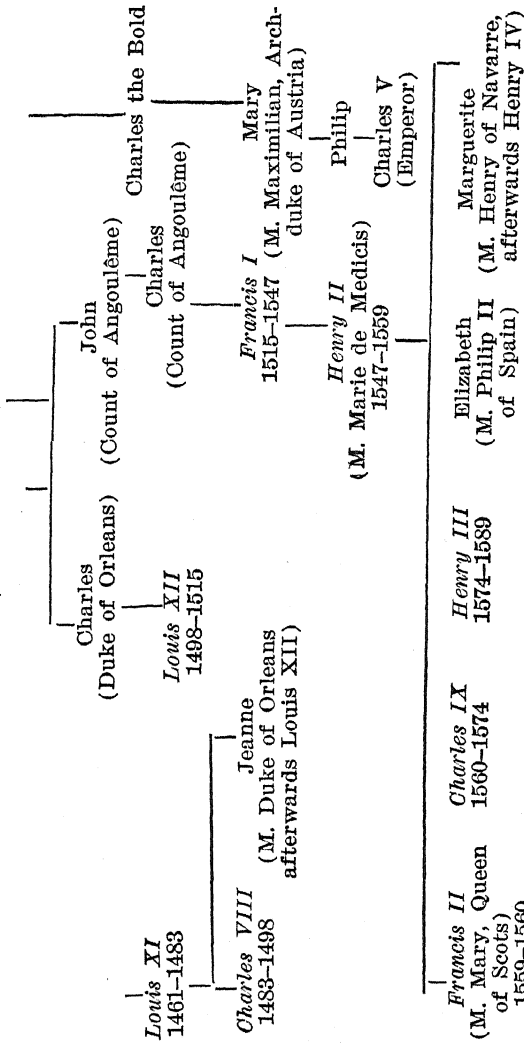 Charles the Bold
John
(Count of Angoulême)
Charles
(Duke of Orleans)
Charles
(Count of Angoulême)
Louis XI
1461–1483
Louis XII
1498–1515
Charles VIII
1483–1498
Jeanne
(M. Duke of Orleans
afterwards Louis XII)
Francis I
1515–1547
Mary
(M. Maximilian, Arch-
duke of Austria)
Henry II
(M. Marie de Medicis)
1547–1559
Philip
Charles V
(Emperor)
Francis II
(M. Mary, Queen
of Scots)
1559–1560
Charles IX
1560–1574
Henry III
1574–1589
Elizabeth
(M. Philip II
of Spain)
Marguerite
(M. Henry of Navarre,
afterwards Henry IV)